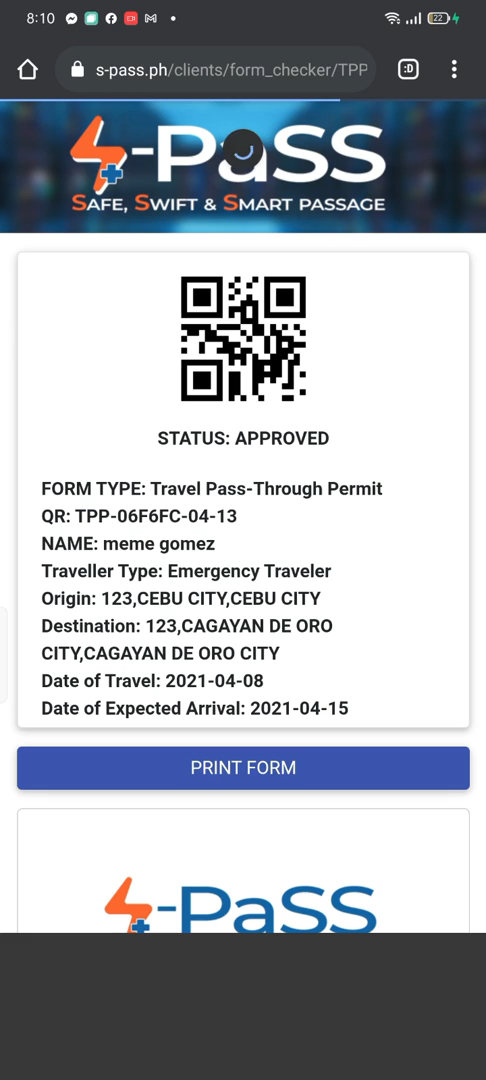 8:10
22
s-pass.ph/clients/form_checker/TPP
:D
S-PaSS
SAFE, SWIFT & SMART PASSAGE
STATUS: APPROVED
FORM TYPE: Travel Pass-Through Permit
QR: TPP-06F6FC-04-13
NAME: meme gomez
Traveller Type: Emergency Traveler
Origin: 123,CEBU CITY,CEBU CITY
Destination: 123,CAGAYAN DE ORO
CITY,CAGAYAN DE ORO CITY
Date of Travel: 2021-04-08
Date of Expected Arrival: 2021-04-15
PRINT FORM
S-PaSS